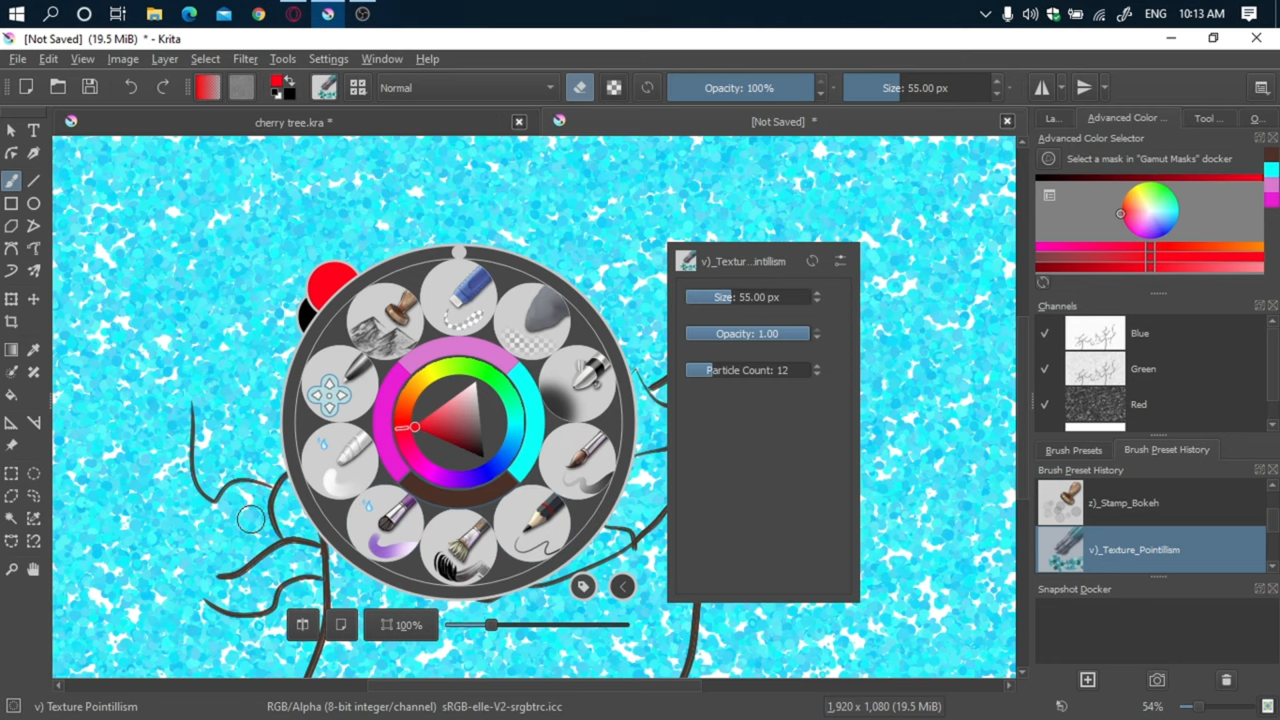 ENG 10:13 AM
[Not Saved] (19.5 MiB) * - Krita
File Edit View Image Layer Select Filter Tools Settings Window Help
Normal Opacity: 100% Size: 55.00 px
cherry tree.kra * [Not Saved] *
La... Advanced Color ... Tool ... O...
Advanced Color Selector
Select a mask in "Gamut Masks" docker
v)_Textur...intillism
Size: 55.00 px
Opacity: 1.00
Particle Count: 12
Channels
Blue
Green
Red
Brush Presets Brush Preset History
Brush Preset History
z)_Stamp_Bokeh
v)_Texture_Pointillism
Snapshot Docker
100%
v) Texture Pointillism RGB/Alpha (8-bit integer/channel) sRGB-elle-V2-srgbtrc.icc 1,920 x 1,080 (19.5 MiB) 54%